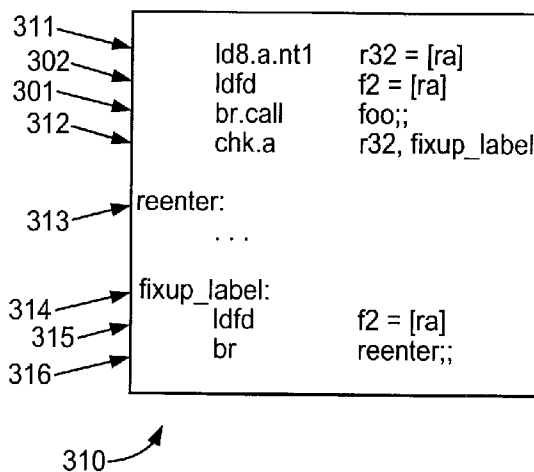 311 ld8.a.nt1 r32 = [ra]
302 ldfd f2 = [ra]
301 br.call foo;;
312 chk.a r32, fixup_label
313 reenter:
. . .
314 fixup_label:
315 ldfd f2 = [ra]
316 br reenter;;
310